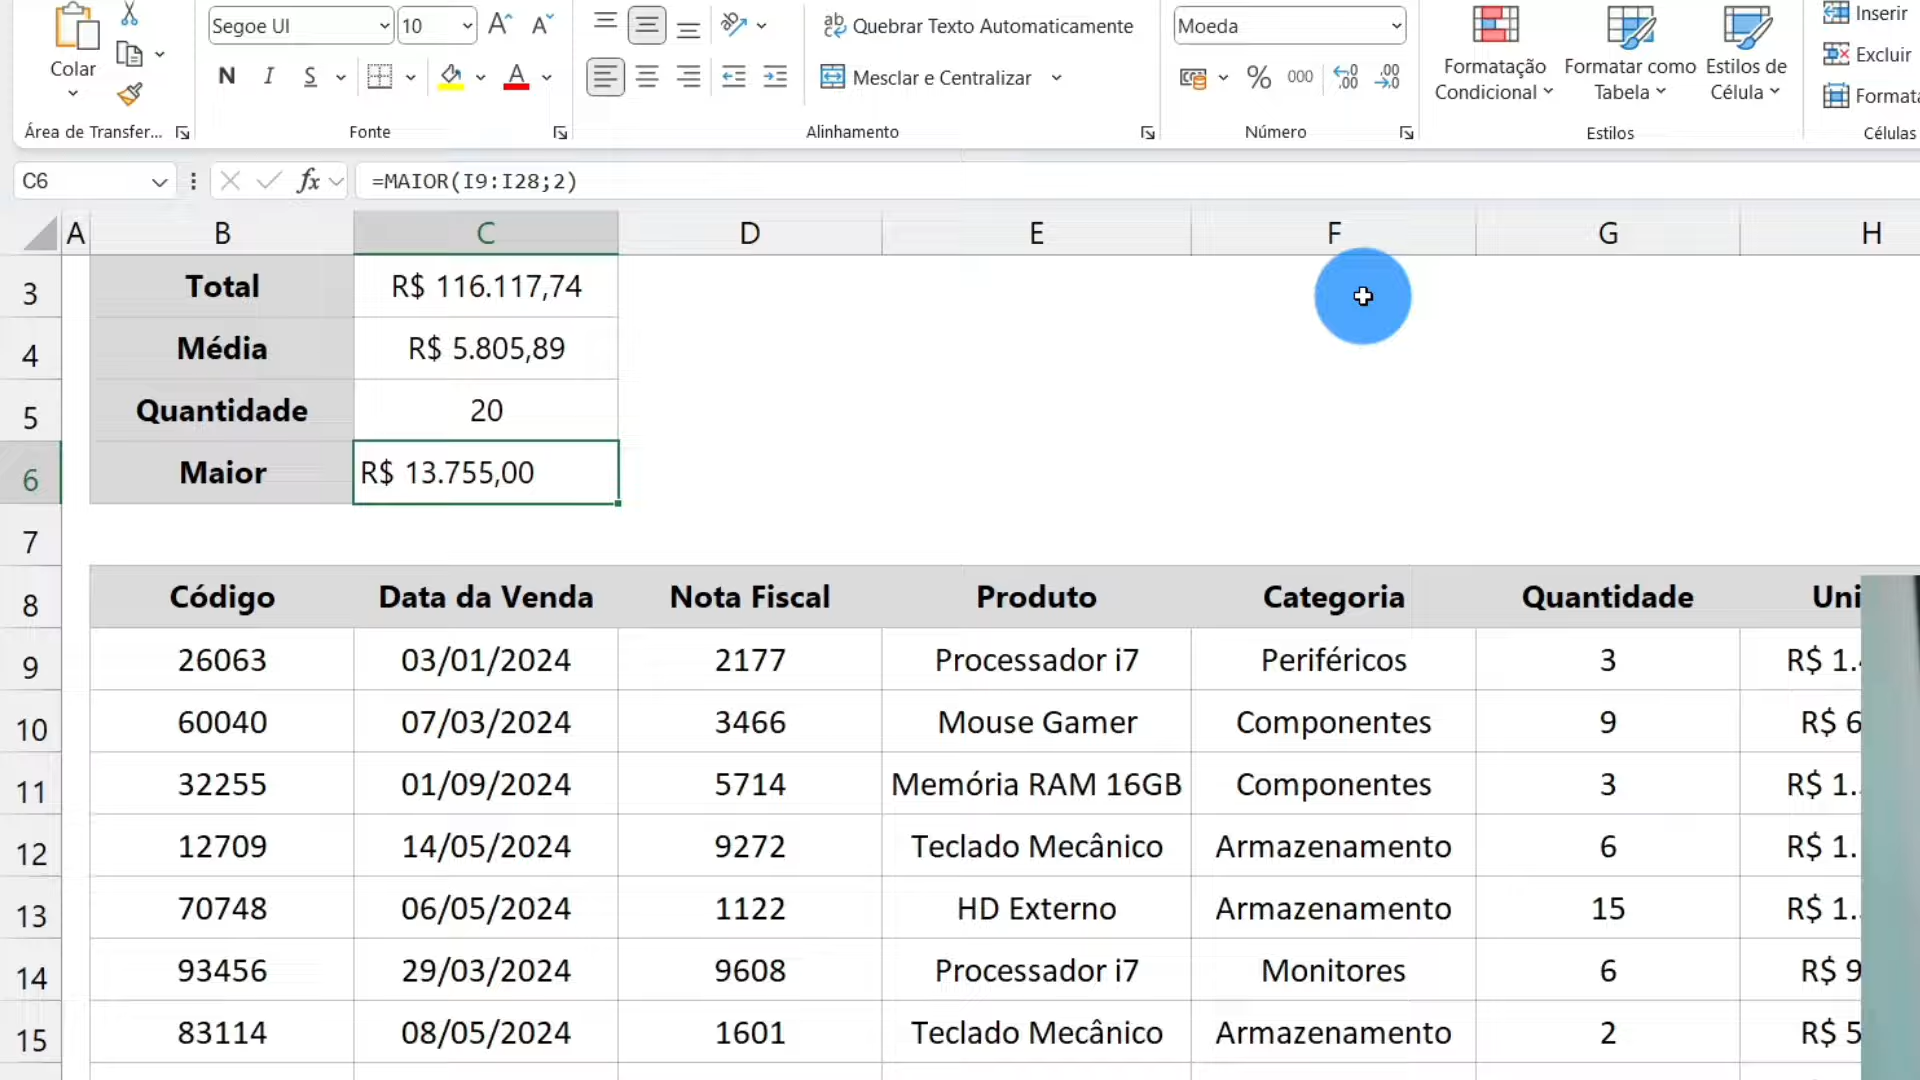 Colar
Área de Transfer...
Segoe UI 10
N I S
Fonte
Quebrar Texto Automaticamente
Mesclar e Centralizar
Alinhamento
Moeda
% 000
Número
Formatação Condicional
Formatar como Tabela
Estilos de Célula
Estilos
Inserir
Excluir
Formata
Células
C6 fx =MAIOR(I9:I28;2)
A B C D E F G H
3 Total R$ 116.117,74
4 Média R$ 5.805,89
5 Quantidade 20
6 Maior R$ 13.755,00
7
8 Código Data da Venda Nota Fiscal Produto Categoria Quantidade Uni
9 26063 03/01/2024 2177 Processador i7 Periféricos 3 R$ 1.
10 60040 07/03/2024 3466 Mouse Gamer Componentes 9 R$ 6
11 32255 01/09/2024 5714 Memória RAM 16GB Componentes 3 R$ 1.
12 12709 14/05/2024 9272 Teclado Mecânico Armazenamento 6 R$ 1.
13 70748 06/05/2024 1122 HD Externo Armazenamento 15 R$ 1.
14 93456 29/03/2024 9608 Processador i7 Monitores 6 R$ 9
15 83114 08/05/2024 1601 Teclado Mecânico Armazenamento 2 R$ 5